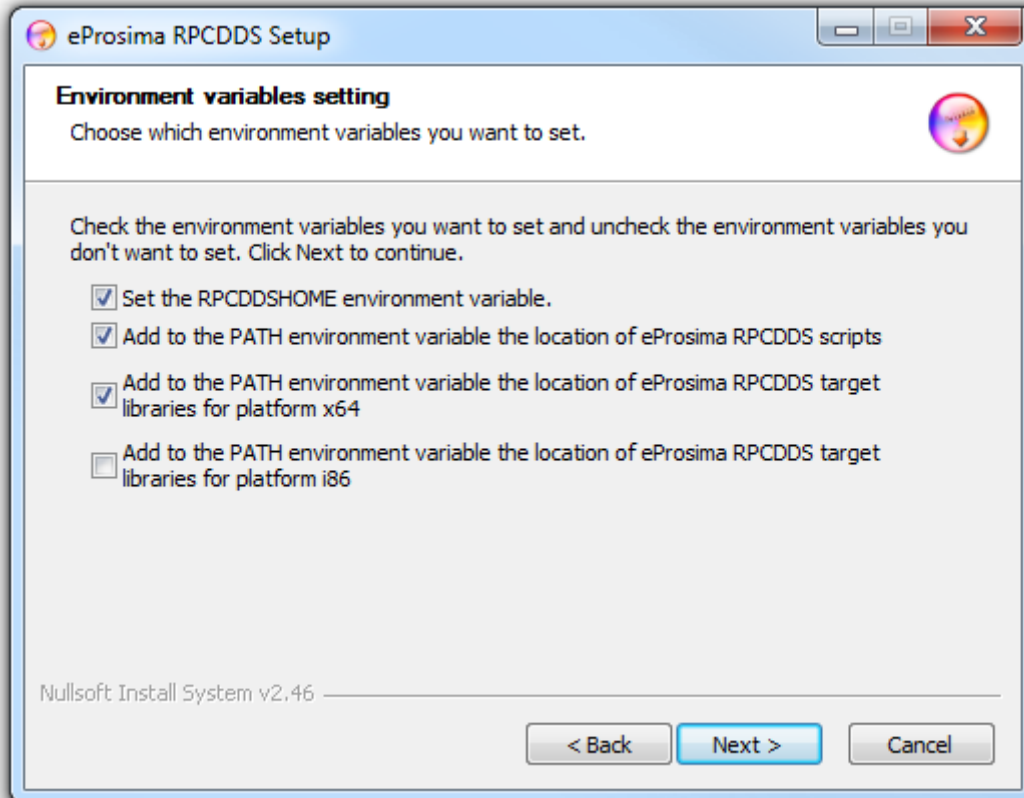 eProsima RPCDDS Setup
Environment variables setting
Choose which environment variables you want to set.
Check the environment variables you want to set and uncheck the environment variables you
don't want to set. Click Next to continue.
Set the RPCDDSHOME environment variable.
Add to the PATH environment variable the location of eProsima RPCDDS scripts
Add to the PATH environment variable the location of eProsima RPCDDS target
libraries for platform x64
Add to the PATH environment variable the location of eProsima RPCDDS target
libraries for platform i86
Nullsoft Install System v2.46
< Back
Next >
Cancel